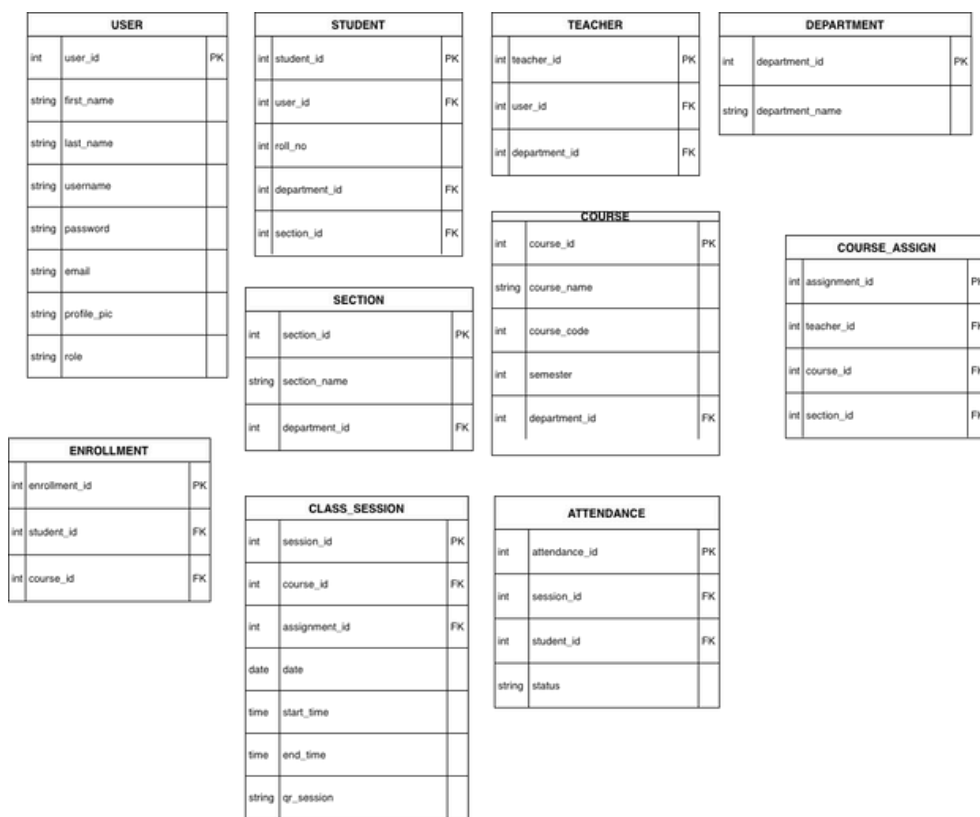 USER
int user_id PK
string first_name
string last_name
string username
string password
string email
string profile_pic
string role
STUDENT
int student_id PK
int user_id FK
int roll_no
int department_id FK
int section_id FK
TEACHER
int teacher_id PK
int user_id FK
int department_id FK
DEPARTMENT
int department_id PK
string department_name
SECTION
int section_id PK
string section_name
int department_id FK
COURSE
int course_id PK
string course_name
int course_code
int semester
int department_id FK
COURSE_ASSIGN
int assignment_id PK
int teacher_id FK
int course_id FK
int section_id FK
ENROLLMENT
int enrollment_id PK
int student_id FK
int course_id FK
CLASS_SESSION
int session_id PK
int course_id FK
int assignment_id FK
date date
time start_time
time end_time
string qr_session
ATTENDANCE
int attendance_id PK
int session_id FK
int student_id FK
string status